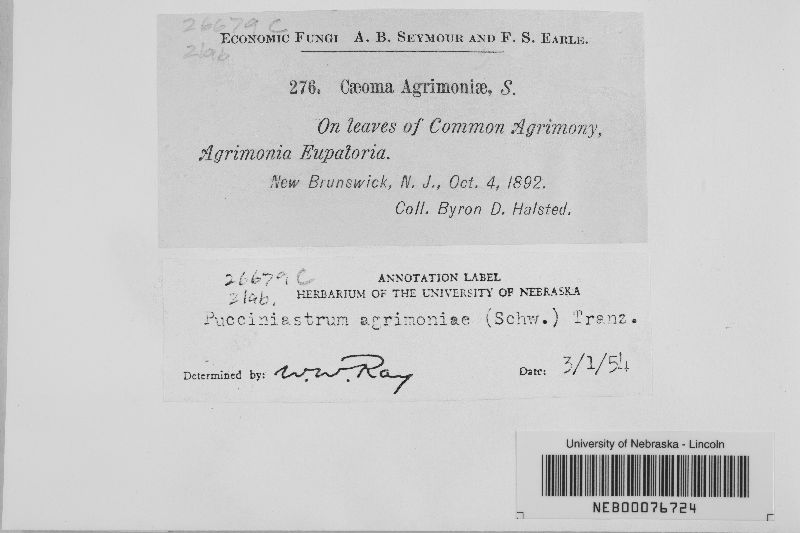 26679 C
21ab
ECONOMIC FUNGI A. B. SEYMOUR AND F. S. EARLE.
276. Cæoma Agrimoniæ, S.
On leaves of Common Agrimony,
Agrimonia Eupatoria.
New Brunswick, N. J., Oct. 4, 1892.
Coll. Byron D. Halsted.
26679 C ANNOTATION LABEL
21ab. HERBARIUM OF THE UNIVERSITY OF NEBRASKA
Pucciniastrum agrimoniae (Schw.) Tranz.
Determined by: W.W. Ray Date: 3/1/54
University of Nebraska - Lincoln
NEB00076724